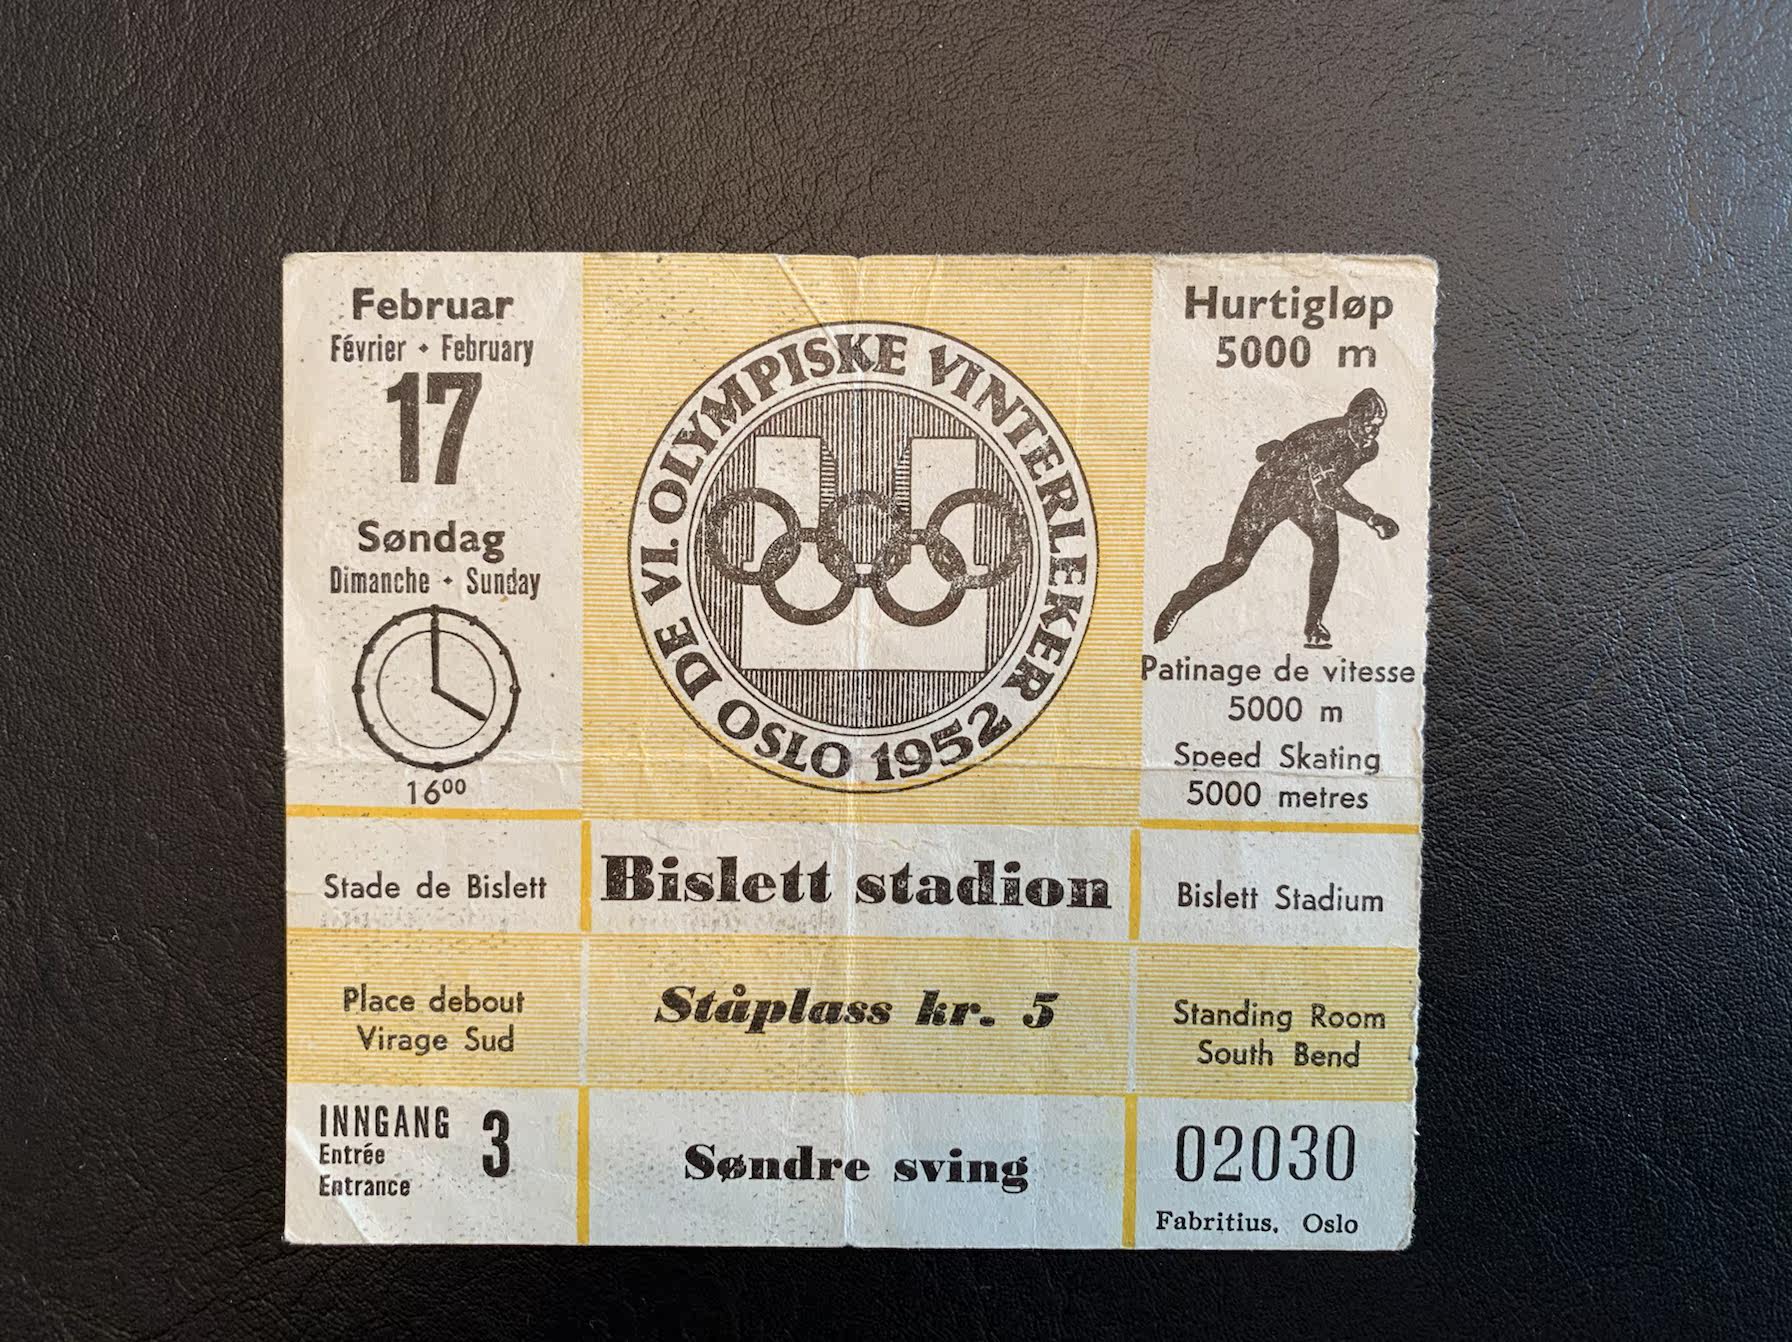 Februar
Février • February
17
Søndag
Dimanche • Sunday
16⁰⁰
DE VI. OLYMPISKE VINTERLEKER
OSLO 1952
Hurtigløp
5000 m
Patinage de vitesse
5000 m
Speed Skating
5000 metres
Stade de Bislett
Bislett stadion
Bislett Stadium
Place debout
Virage Sud
Ståplass kr. 5
Standing Room
South Bend
INNGANG 3
Entrée
Entrance
Søndre sving
02030
Fabritius, Oslo